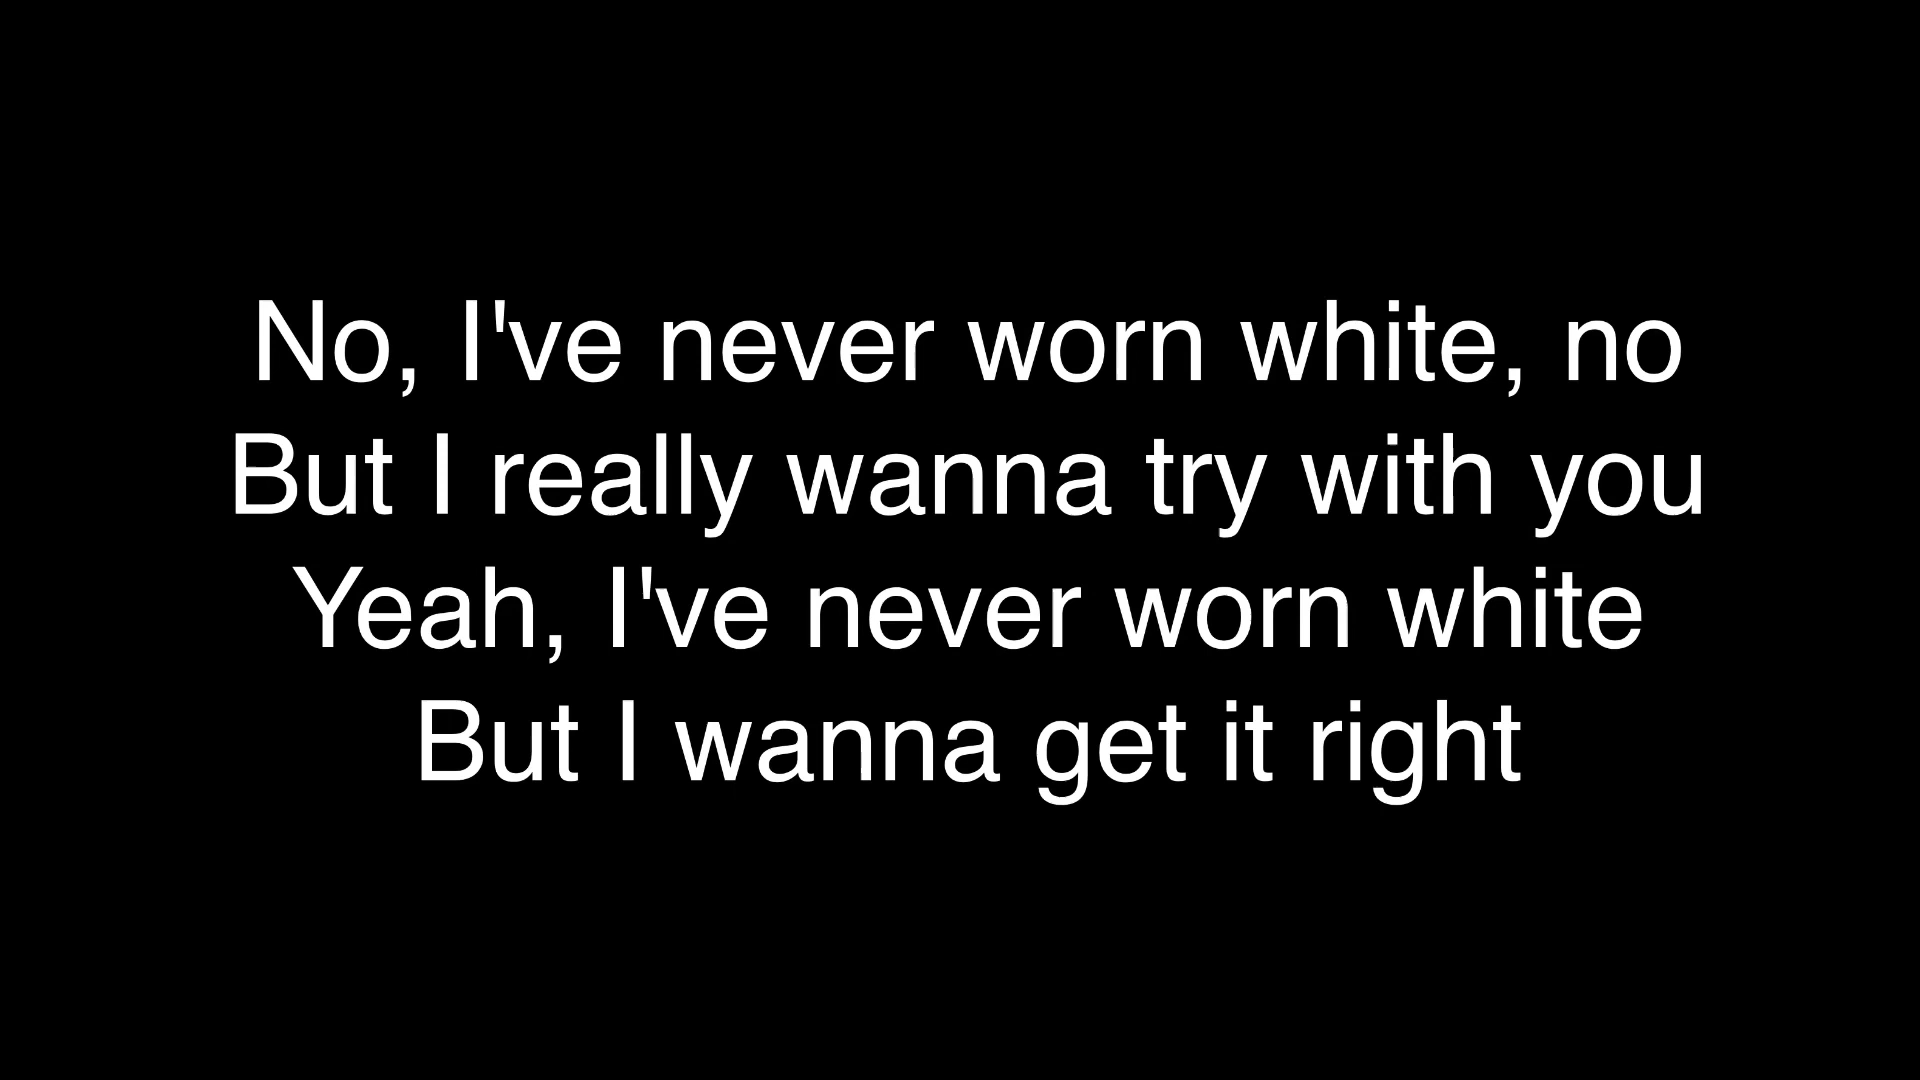 No, I've never worn white, no
But I really wanna try with you
Yeah, I've never worn white
But I wanna get it right